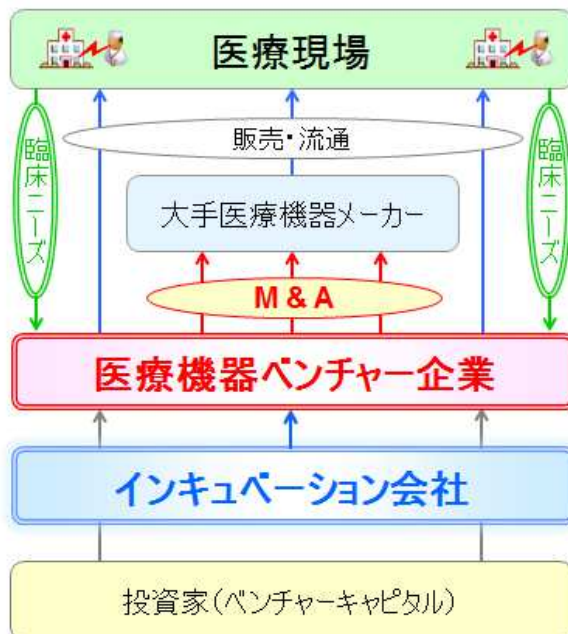 医療現場
販売・流通
臨床ニーズ
臨床ニーズ
大手医療機器メーカー
M & A
医療機器ベンチャー企業
インキュベーション会社
投資家(ベンチャーキャピタル)